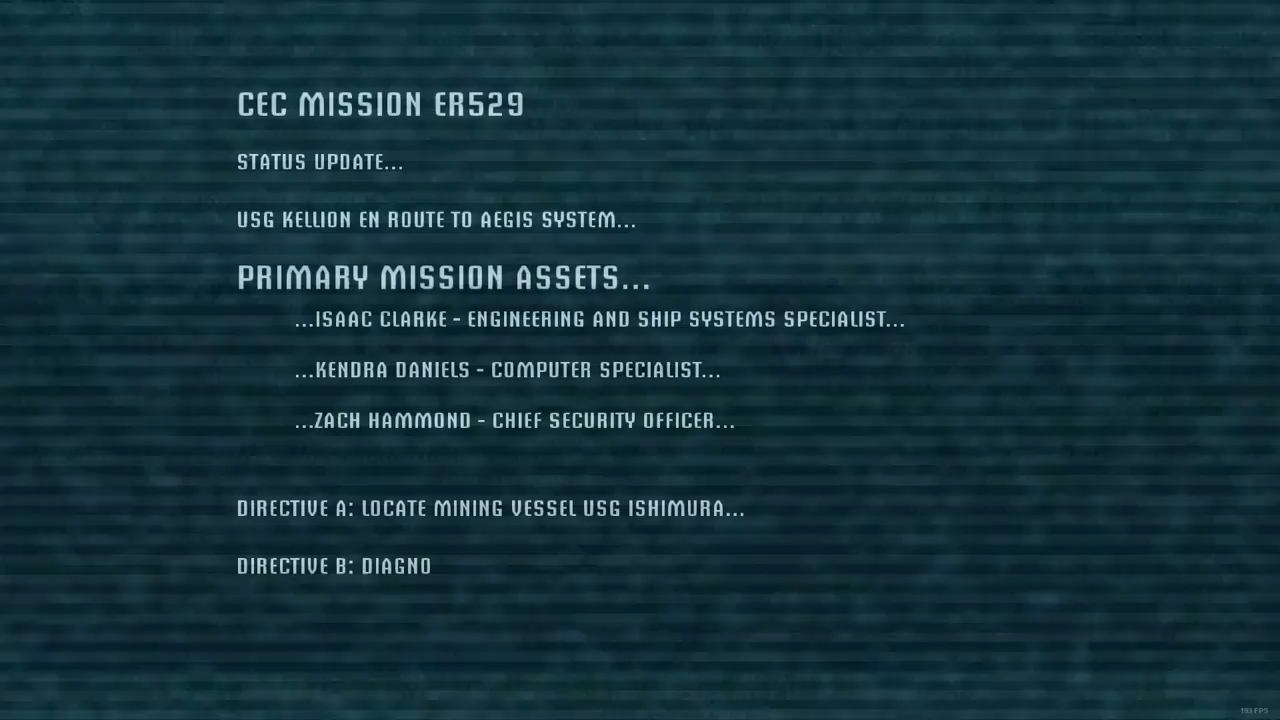 CEC MISSION ER529
STATUS UPDATE...
USG KELLION EN ROUTE TO AEGIS SYSTEM...
PRIMARY MISSION ASSETS...
...ISAAC CLARKE - ENGINEERING AND SHIP SYSTEMS SPECIALIST...
...KENDRA DANIELS - COMPUTER SPECIALIST...
...ZACH HAMMOND - CHIEF SECURITY OFFICER...
DIRECTIVE A: LOCATE MINING VESSEL USG ISHIMURA...
DIRECTIVE B: DIAGNO
193 FPS